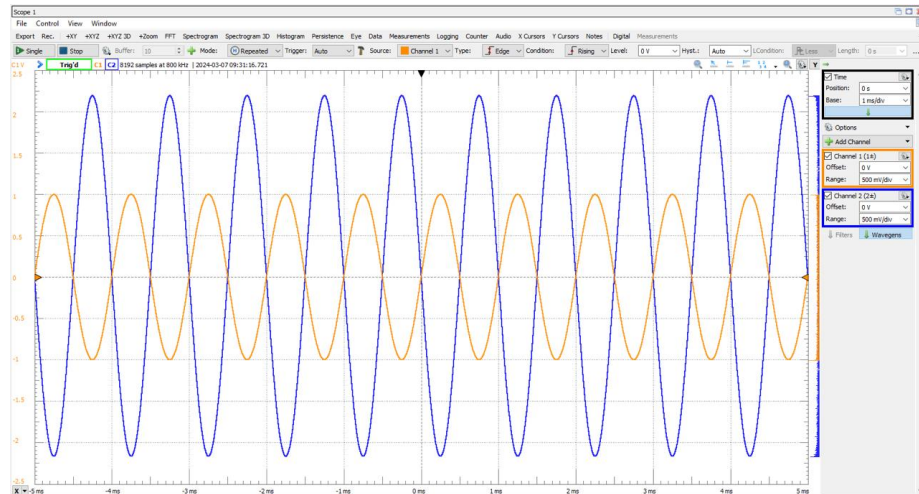 Scope 1
File Control View Window
Export Rec. +XY +XYZ +XYZ 3D +Zoom FFT Spectrogram Spectrogram 3D Histogram Persistence Eye Data Measurements Logging Counter Audio X Cursors Y Cursors Notes Digital Measurements
Single Stop Buffer: 10 Mode: Repeated Trigger: Auto Source: Channel 1 Type: Edge Condition: Rising Level: 0 V Hyst.: Auto LCondition: Less Length: 0 s ...
C1 V Trig'd C1 C2 8192 samples at 800 kHz | 2024-03-07 09:31:16.721 Y
2.5
2
1.5
1
0.5
0
-0.5
-1
-1.5
-2
-2.5
X -5 ms -4 ms -3 ms -2 ms -1 ms 0 ms 1 ms 2 ms 3 ms 4 ms 5 ms
Time
Position: 0 s
Base: 1 ms/div
Options
Add Channel
Channel 1 (1±)
Offset: 0 V
Range: 500 mV/div
Channel 2 (2±)
Offset: 0 V
Range: 500 mV/div
Filters Wavegens